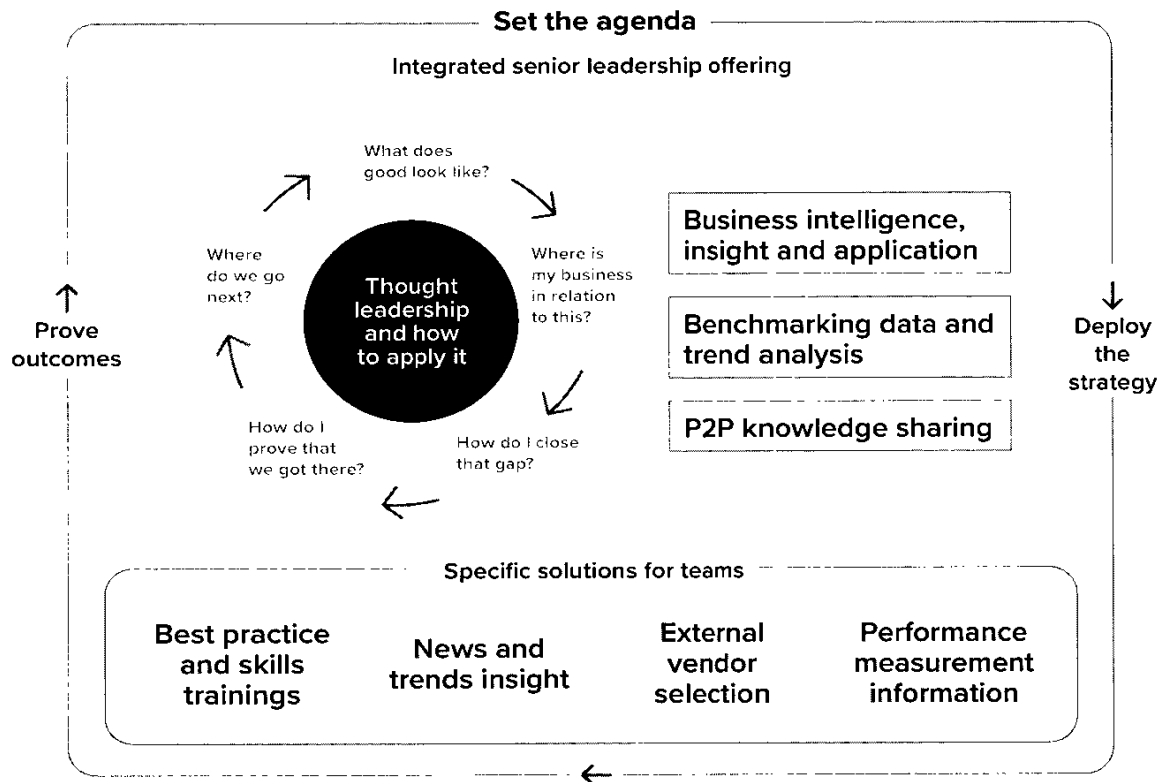 Set the agenda
Integrated senior leadership offering
What does
good look like?
Where
do we go
next?
Where is
my business
in relation
to this?
Thought
leadership
and how
to apply it
How do I
prove that
we got there?
How do I close
that gap?
Business intelligence,
insight and application
Benchmarking data and
trend analysis
P2P knowledge sharing
Prove
outcomes
Deploy
the
strategy
Specific solutions for teams
Best practice
and skills
trainings
News and
trends insight
External
vendor
selection
Performance
measurement
information